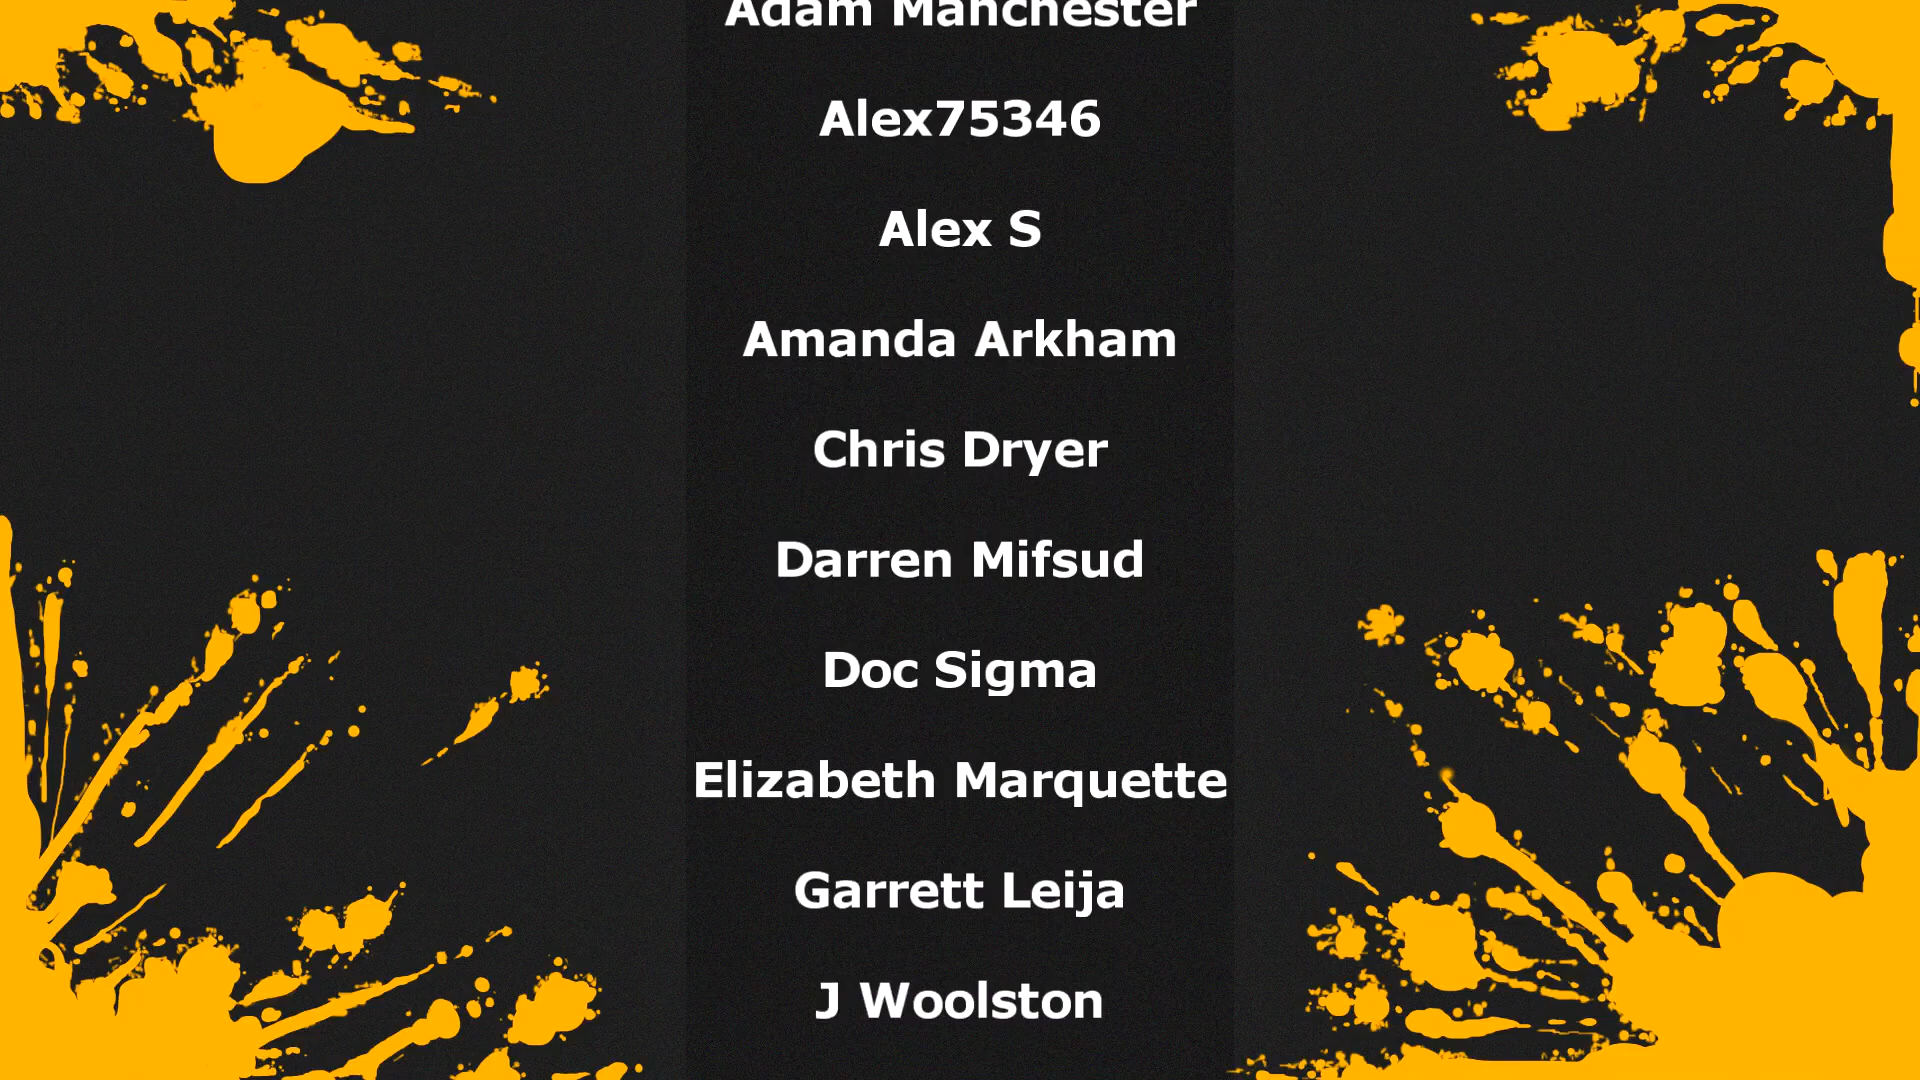 Adam Manchester
Alex75346
Alex S
Amanda Arkham
Chris Dryer
Darren Mifsud
Doc Sigma
Elizabeth Marquette
Garrett Leija
J Woolston